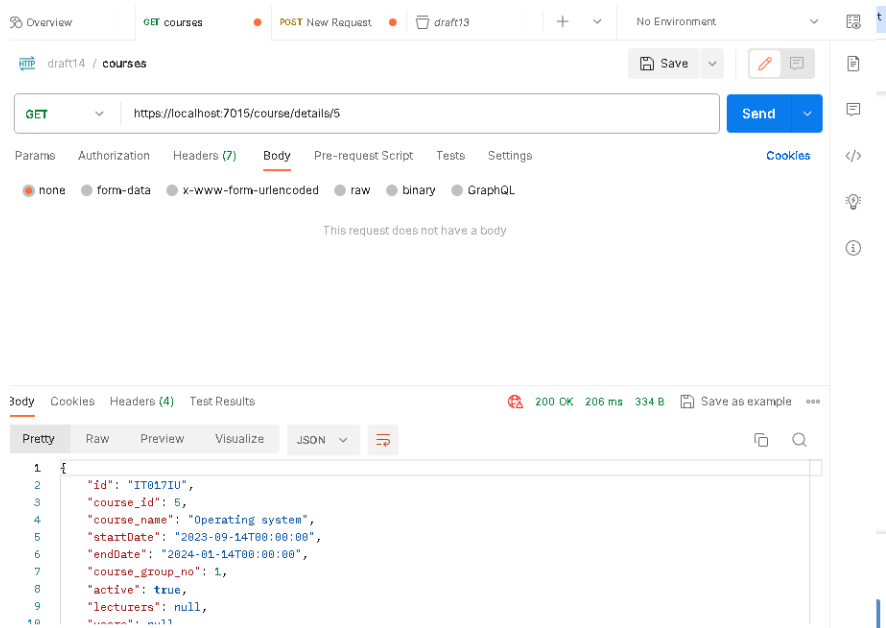 Overview GET courses POST New Request draft13 No Environment
HTTP draft14 / courses Save
GET https://localhost:7015/course/details/5 Send
Params Authorization Headers (7) Body Pre-request Script Tests Settings Cookies
none form-data x-www-form-urlencoded raw binary GraphQL
This request does not have a body
Body Cookies Headers (4) Test Results 200 OK 206 ms 334 B Save as example
Pretty Raw Preview Visualize JSON
1 {
2 "id": "IT017IU",
3 "course_id": 5,
4 "course_name": "Operating system",
5 "startDate": "2023-09-14T00:00:00",
6 "endDate": "2024-01-14T00:00:00",
7 "course_group_no": 1,
8 "active": true,
9 "lecturers": null,